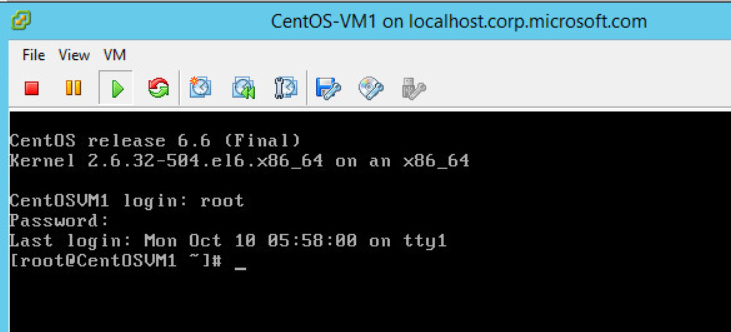 CentOS-VM1 on localhost.corp.microsoft.com
File View VM
CentOS release 6.6 (Final)
Kernel 2.6.32-504.el6.x86_64 on an x86_64
CentOSVM1 login: root
Password:
Last login: Mon Oct 10 05:58:00 on tty1
[root@CentOSVM1 ~]# _